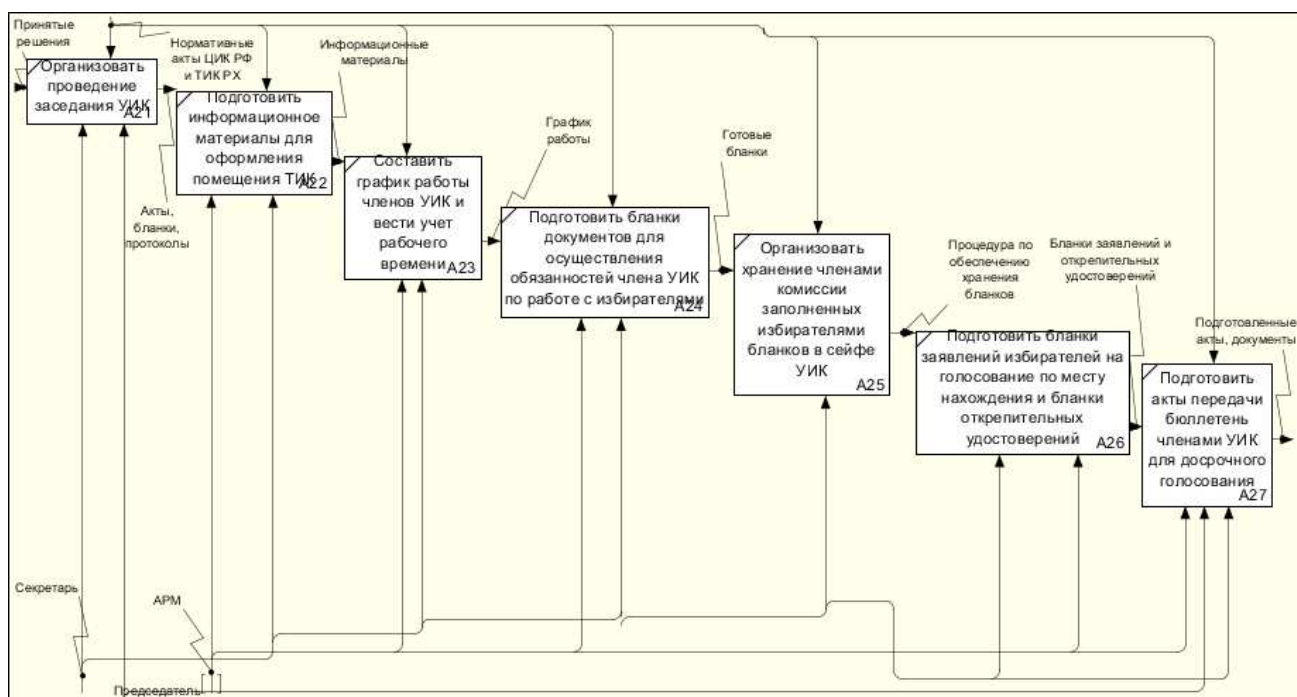 Принятые
решения
Организовать
проведение
заседания УИК
A21
Нормативные
акты ЦИК РФ
и ТИК РХ
Информационные
материалы
Подготовить
информационное
материалы для
оформления
помещения ТИК
A22
Акты,
бланки,
протоколы
Составить
график работы
членов УИК и
вести учет
рабочего
времени
A23
График
работы
Подготовить бланки
документов для
осуществления
обязанностей члена УИК
по работе с избирателями
A24
Готовые
бланки
Организовать
хранение членами
комиссии
заполненных
избирателями
бланков в сейфе
УИК
A25
Процедура по
обеспечению
хранения
бланков
Бланки заявлений и
открепительных
удостоверений
Подготовить бланки
заявлений избирателей на
голосование по месту
нахождения и бланки
открепительных
удостоверений
A26
Подготовленные
акты, документы
Подготовить
акты передачи
бюллетень
членами УИК
для досрочного
голосования
A27
Секретарь
АРМ
Председатель